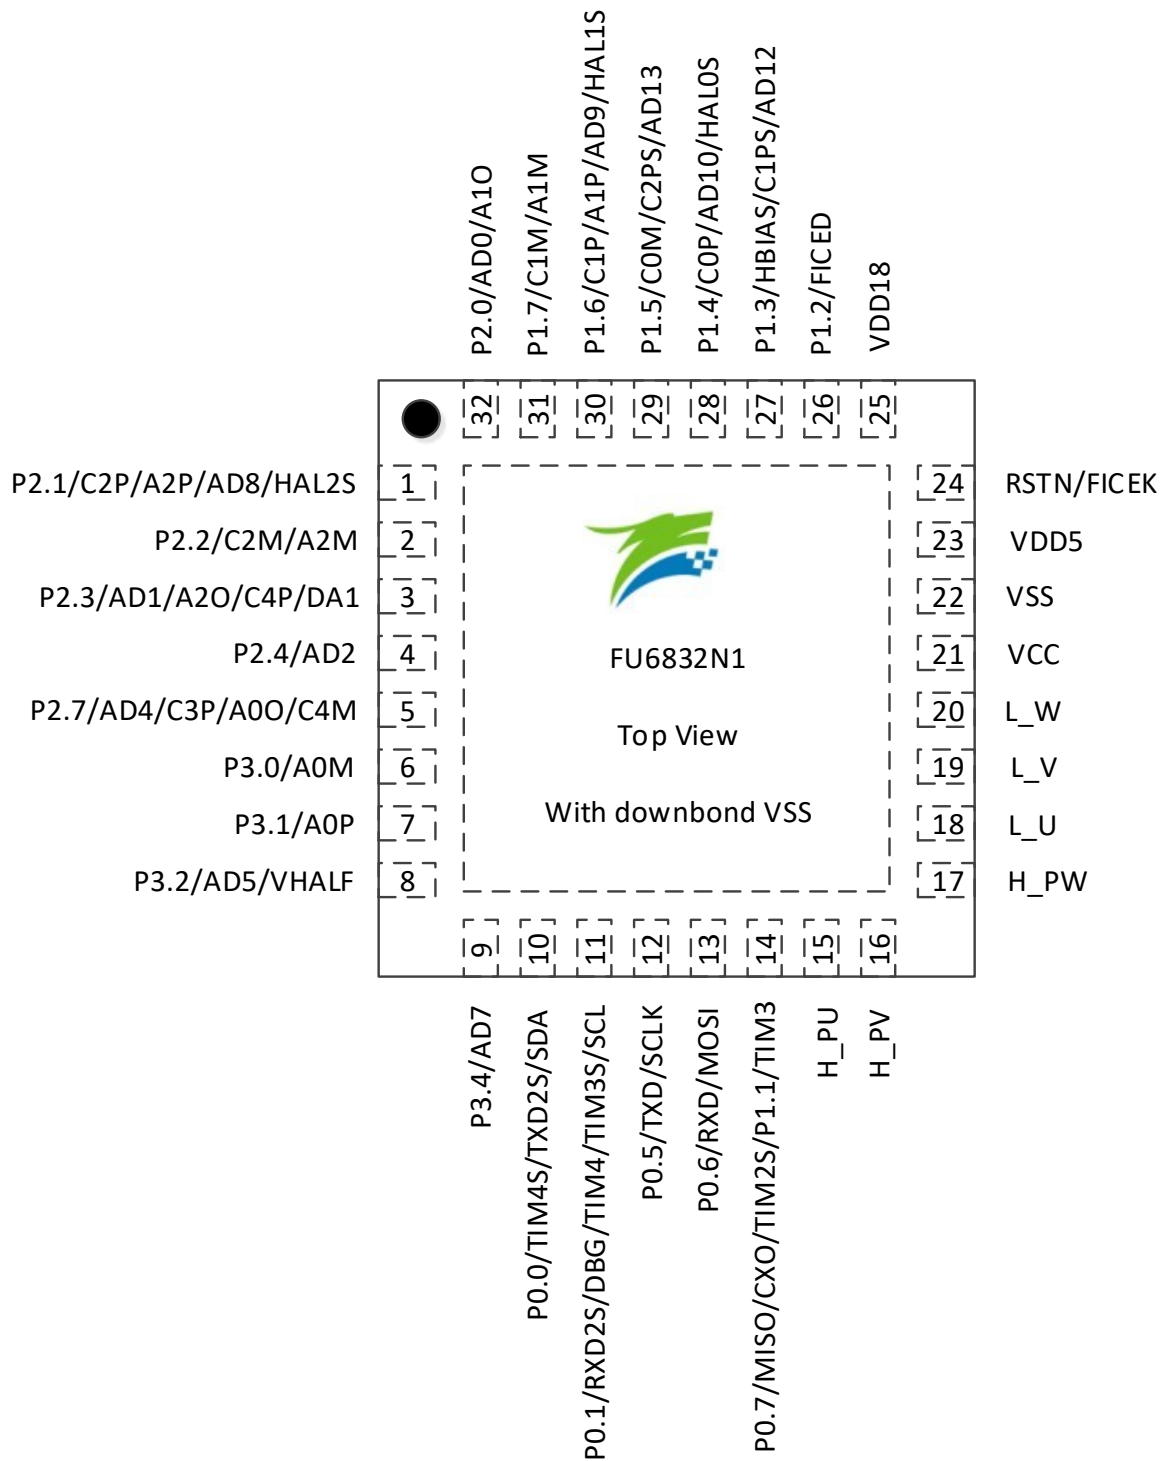 P2.0/AD0/A1O
P1.7/C1M/A1M
P1.6/C1P/A1P/AD9/HAL1S
P1.5/C0M/C2PS/AD13
P1.4/C0P/AD10/HAL0S
P1.3/HBIAS/C1PS/AD12
P1.2/FICED
VDD18
32
31
30
29
28
27
26
25
P2.1/C2P/A2P/AD8/HAL2S 1
P2.2/C2M/A2M 2
P2.3/AD1/A2O/C4P/DA1 3
P2.4/AD2 4
P2.7/AD4/C3P/A0O/C4M 5
P3.0/A0M 6
P3.1/A0P 7
P3.2/AD5/VHALF 8
FU6832N1
Top View
With downbond VSS
24 RSTN/FICEK
23 VDD5
22 VSS
21 VCC
20 L_W
19 L_V
18 L_U
17 H_PW
9
10
11
12
13
14
15
16
P3.4/AD7
P0.0/TIM4S/TXD2S/SDA
P0.1/RXD2S/DBG/TIM4/TIM3S/SCL
P0.5/TXD/SCLK
P0.6/RXD/MOSI
P0.7/MISO/CXO/TIM2S/P1.1/TIM3
H_PU
H_PV